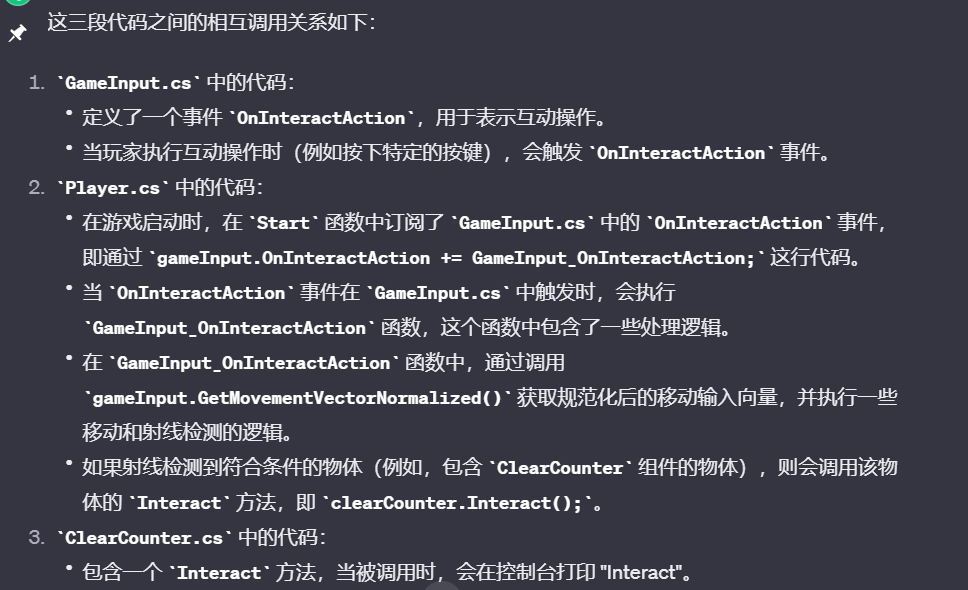 这三段代码之间的相互调用关系如下：
1. `GameInput.cs` 中的代码：
• 定义了一个事件 `OnInteractAction`，用于表示互动操作。
• 当玩家执行互动操作时（例如按下特定的按键），会触发 `OnInteractAction` 事件。
2. `Player.cs` 中的代码：
• 在游戏启动时，在 `Start` 函数中订阅了 `GameInput.cs` 中的 `OnInteractAction` 事件，
即通过 `gameInput.OnInteractAction += GameInput_OnInteractAction;` 这行代码。
• 当 `OnInteractAction` 事件在 `GameInput.cs` 中触发时，会执行
`GameInput_OnInteractAction` 函数，这个函数中包含了一些处理逻辑。
• 在 `GameInput_OnInteractAction` 函数中，通过调用
`gameInput.GetMovementVectorNormalized()` 获取规范化后的移动输入向量，并执行一些
移动和射线检测的逻辑。
• 如果射线检测到符合条件的物体（例如，包含 `ClearCounter` 组件的物体），则会调用该物
体的 `Interact` 方法，即 `clearCounter.Interact();`。
3. `ClearCounter.cs` 中的代码：
• 包含一个 `Interact` 方法，当被调用时，会在控制台打印 "Interact"。